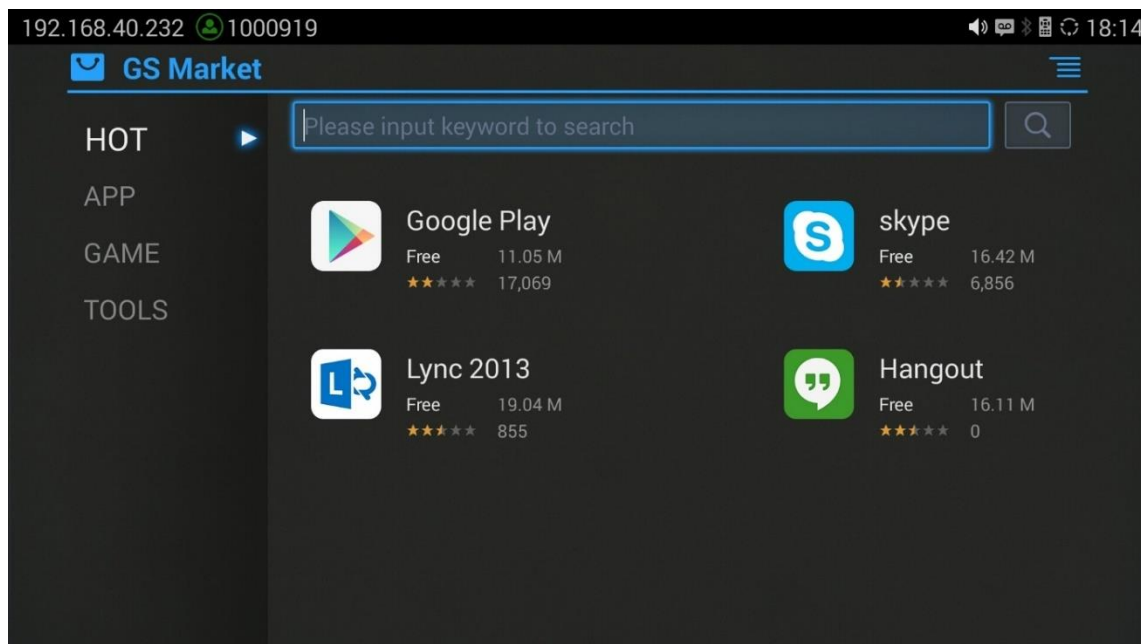 192.168.40.232 1000919 18:14
GS Market
Please input keyword to search
HOT
APP
GAME
TOOLS
Google Play
Free 11.05 M
17,069
skype
Free 16.42 M
6,856
Lync 2013
Free 19.04 M
855
Hangout
Free 16.11 M
0